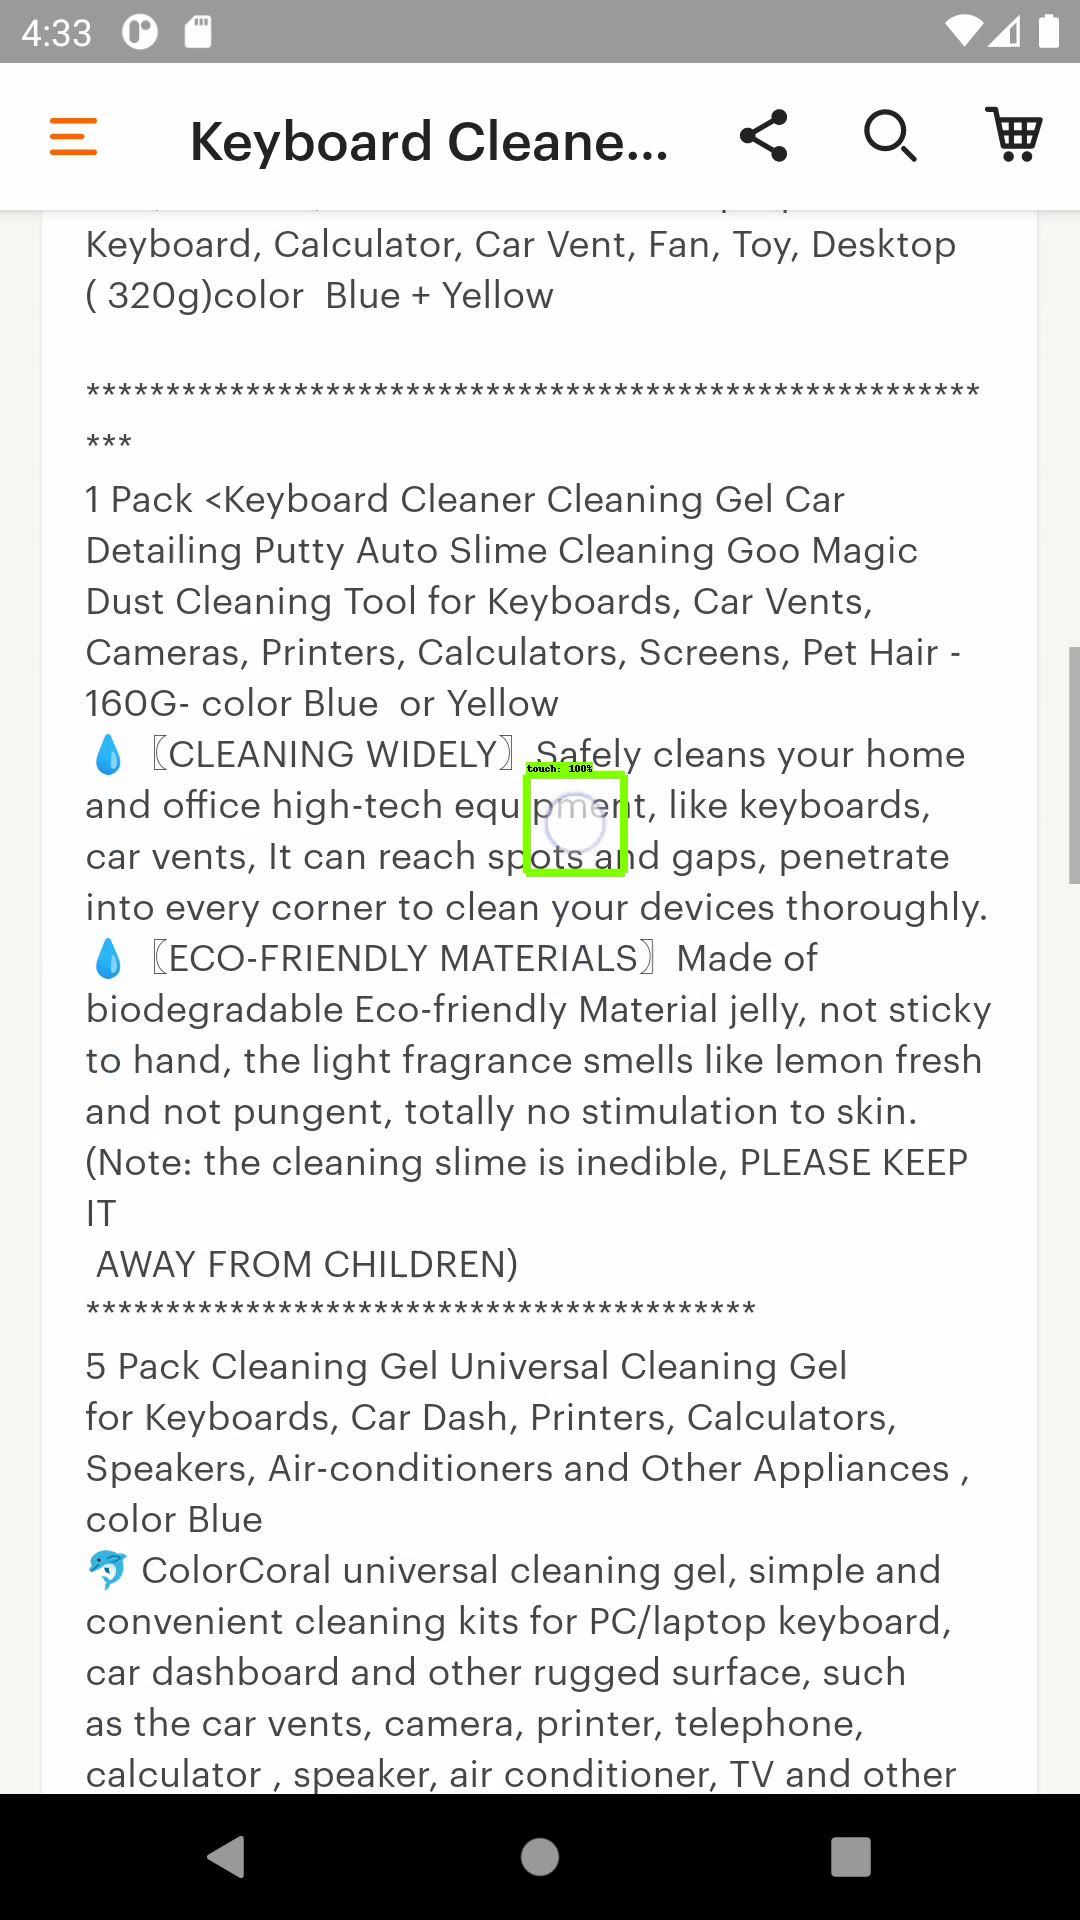 4:33
Keyboard Cleane...
Keyboard, Calculator, Car Vent, Fan, Toy, Desktop
( 320g)color  Blue + Yellow
********************************************************
***
1 Pack <Keyboard Cleaner Cleaning Gel Car
Detailing Putty Auto Slime Cleaning Goo Magic
Dust Cleaning Tool for Keyboards, Car Vents,
Cameras, Printers, Calculators, Screens, Pet Hair -
160G- color Blue  or Yellow
💧〖CLEANING WIDELY〗Safely cleans your home
touch: 100%
and office high-tech equipment, like keyboards,
car vents, It can reach spots and gaps, penetrate
into every corner to clean your devices thoroughly.
💧〖ECO-FRIENDLY MATERIALS〗Made of
biodegradable Eco-friendly Material jelly, not sticky
to hand, the light fragrance smells like lemon fresh
and not pungent, totally no stimulation to skin.
(Note: the cleaning slime is inedible, PLEASE KEEP
IT
AWAY FROM CHILDREN)
******************************************
5 Pack Cleaning Gel Universal Cleaning Gel
for Keyboards, Car Dash, Printers, Calculators,
Speakers, Air-conditioners and Other Appliances ,
color Blue
🐬 ColorCoral universal cleaning gel, simple and
convenient cleaning kits for PC/laptop keyboard,
car dashboard and other rugged surface, such
as the car vents, camera, printer, telephone,
calculator , speaker, air conditioner, TV and other